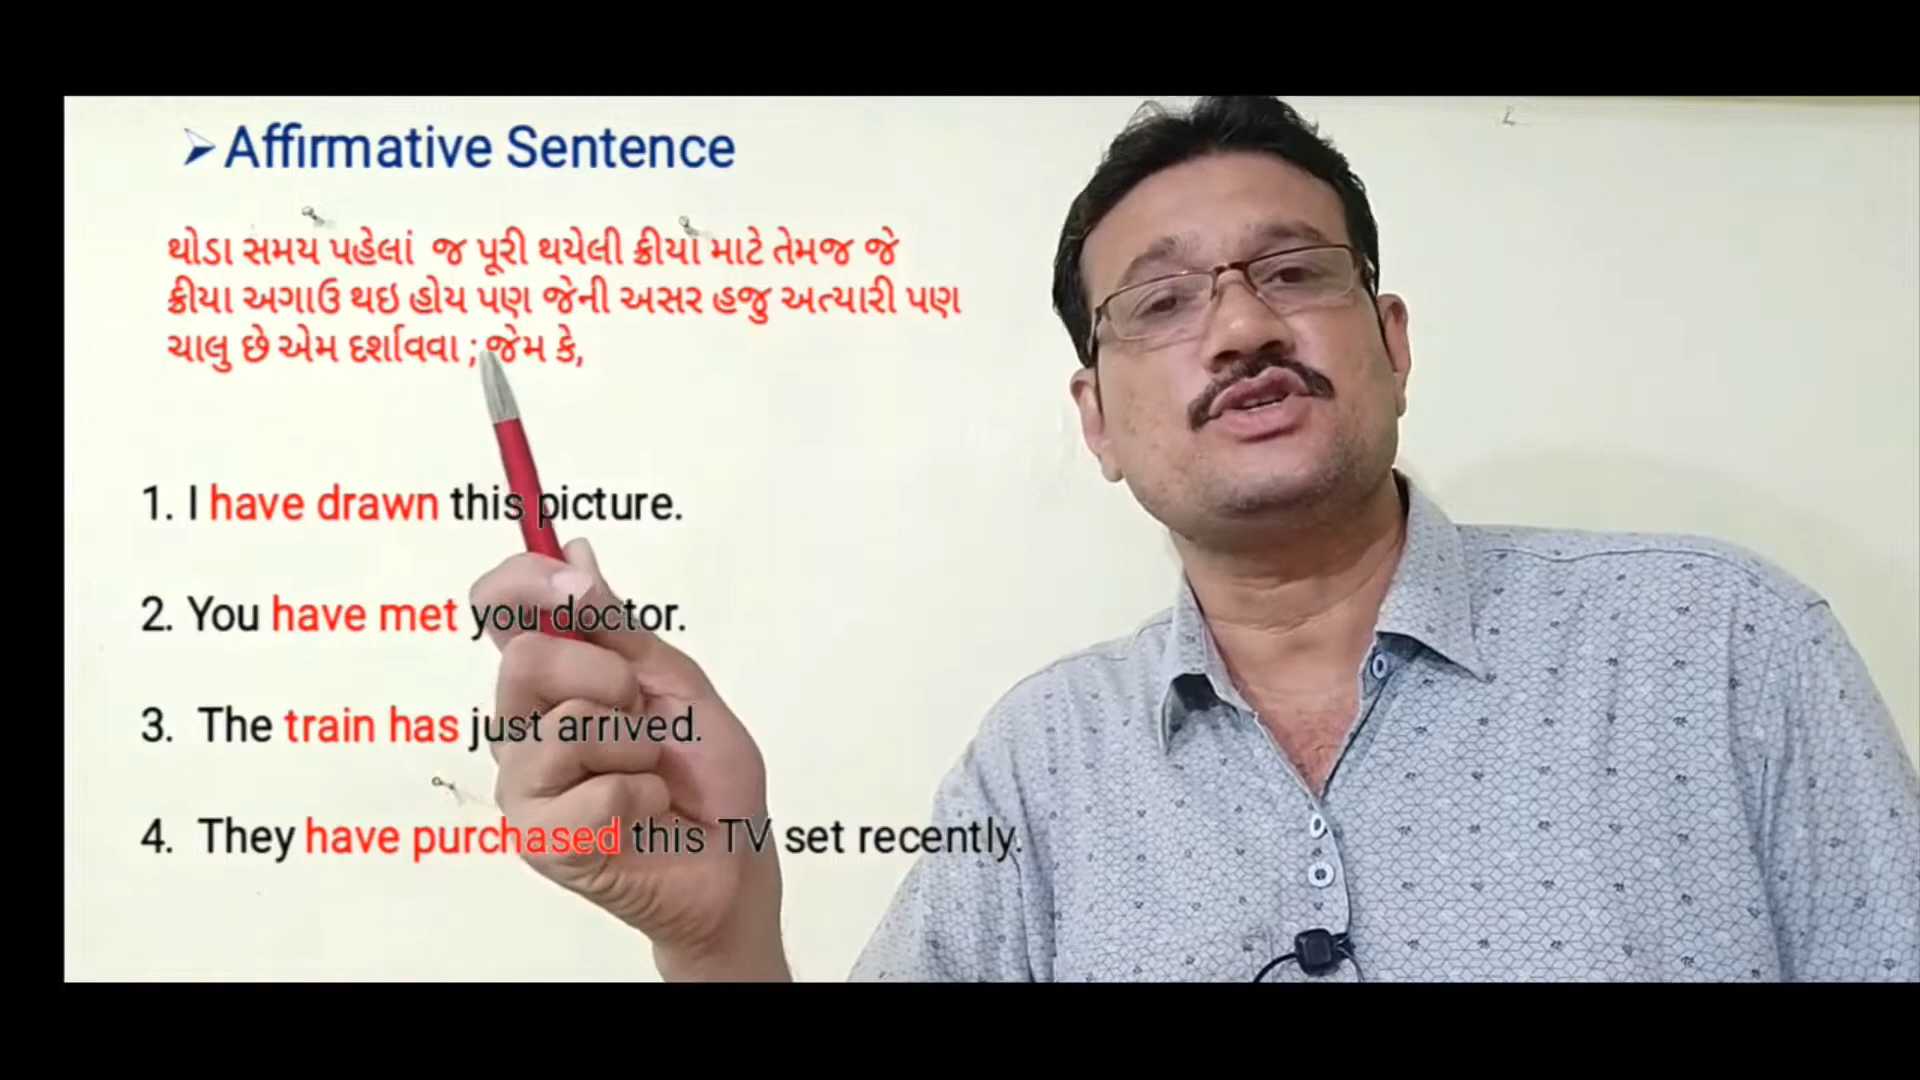 Affirmative Sentence
થોડા સમય પહેલાં જ પૂરી થયેલી ક્રીયા માટે તેમજ જે
ક્રીયા અગાઉ થઇ હોય પણ જેની અસર હજુ અત્યારી પણ
ચાલુ છે એમ દર્શાવવા ; જેમ કે,
1. I have drawn this picture.
2. You have met you doctor.
3. The train has just arrived.
4. They have purchased this TV set recently.